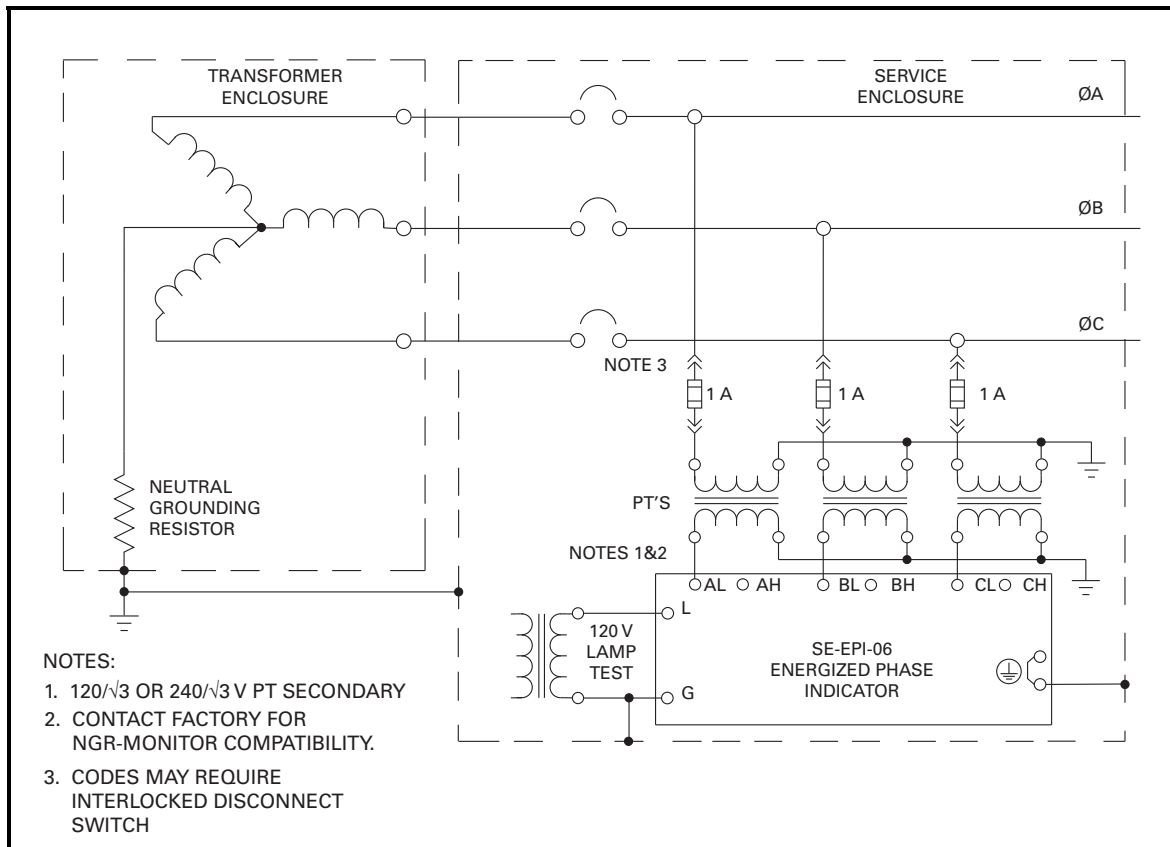 TRANSFORMER
ENCLOSURE
SERVICE
ENCLOSURE
ØA
ØB
ØC
NOTE 3
1 A
1 A
1 A
NEUTRAL
GROUNDING
RESISTOR
PT'S
NOTES 1&2
AL AH BL BH CL CH
L
120 V
LAMP
TEST
G
SE-EPI-06
ENERGIZED PHASE
INDICATOR
NOTES:
1. 120/√3 OR 240/√3 V PT SECONDARY
2. CONTACT FACTORY FOR
NGR-MONITOR COMPATIBILITY.
3. CODES MAY REQUIRE
INTERLOCKED DISCONNECT
SWITCH